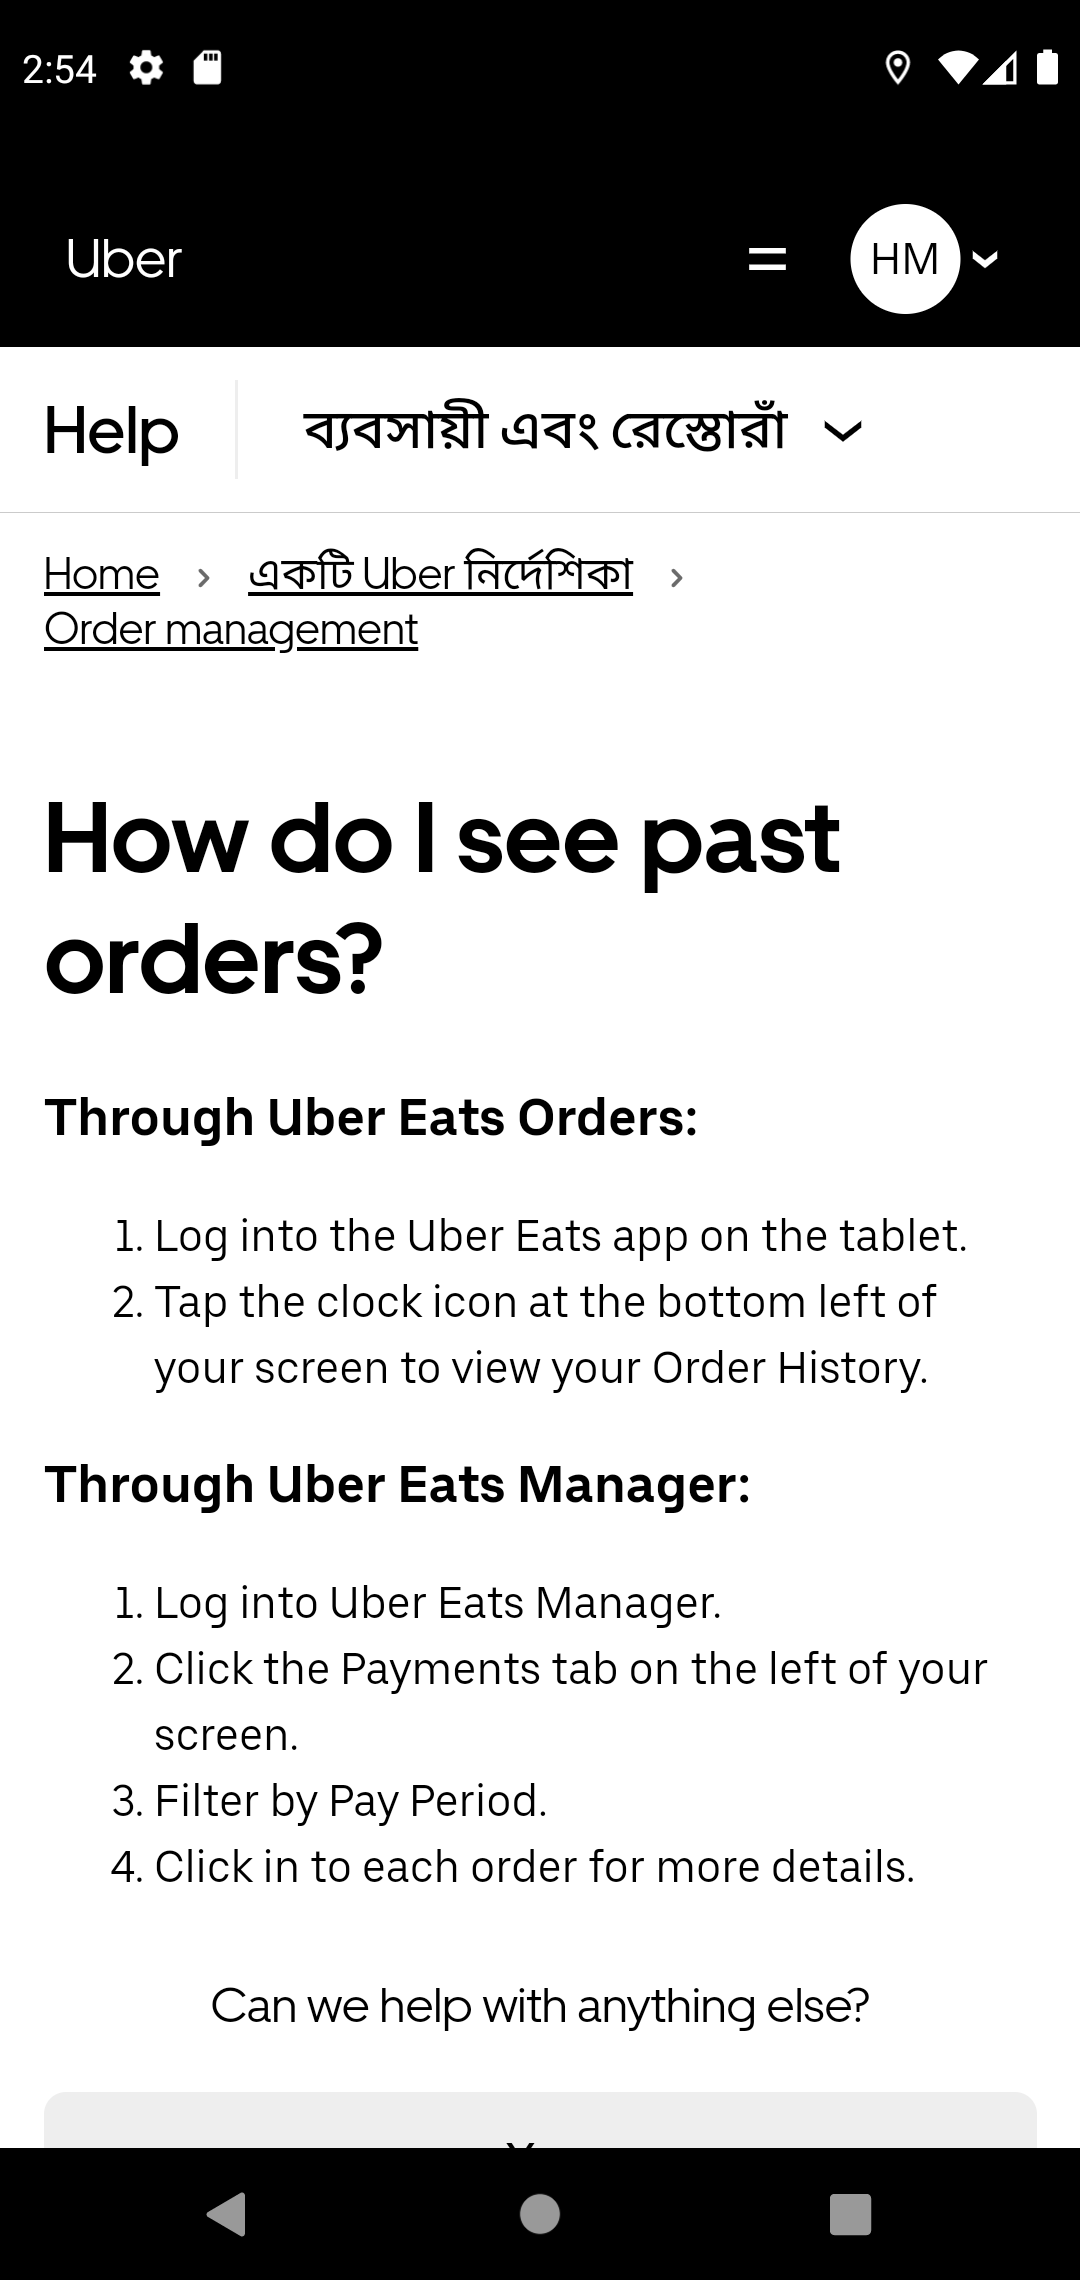 2:54
Uber
HM
Help
ব্যবসায়ী এবং রেস্তোরাঁ
Home > একটি Uber নির্দেশিকা >
Order management
How do I see past
orders?
Through Uber Eats Orders:
1. Log into the Uber Eats app on the tablet.
2. Tap the clock icon at the bottom left of
your screen to view your Order History.
Through Uber Eats Manager:
1. Log into Uber Eats Manager.
2. Click the Payments tab on the left of your
screen.
3. Filter by Pay Period.
4. Click in to each order for more details.
Can we help with anything else?